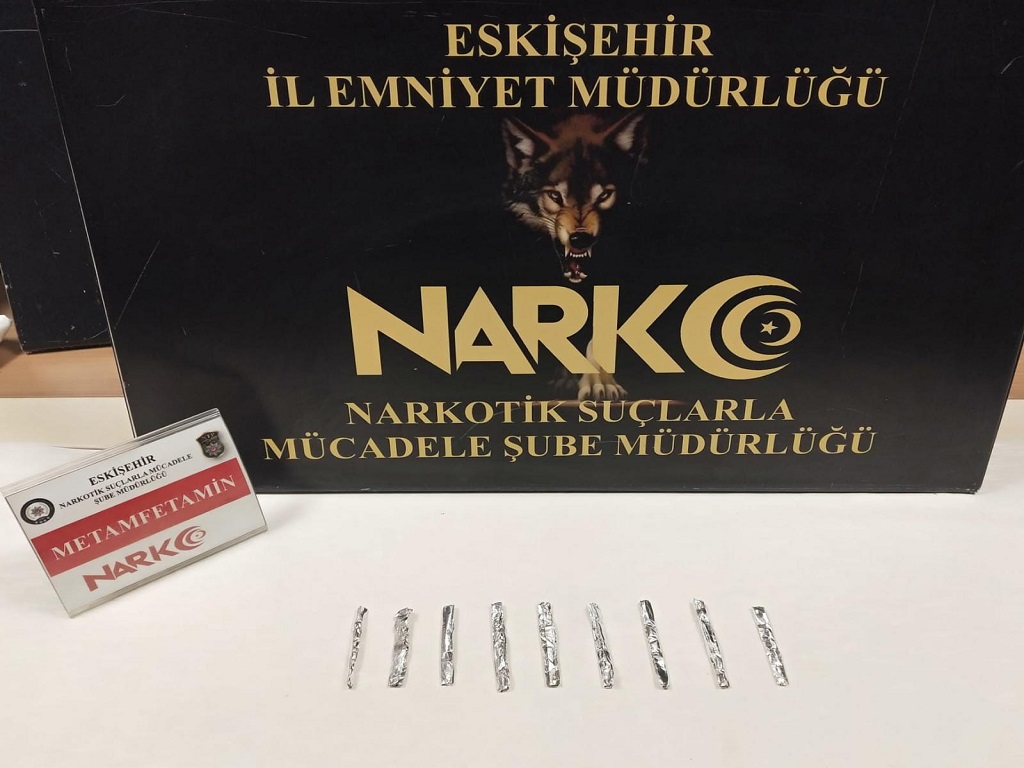 ESKİŞEHİR
İL EMNİYET MÜDÜRLÜĞÜ
NARKO
NARKOTİK SUÇLARLA
MÜCADELE ŞUBE MÜDÜRLÜĞÜ
ESKİŞEHİR
NARKOTİK SUÇLARLA MÜCADELE
ŞUBE MÜDÜRLÜĞÜ
METAMFETAMİN
NARKO